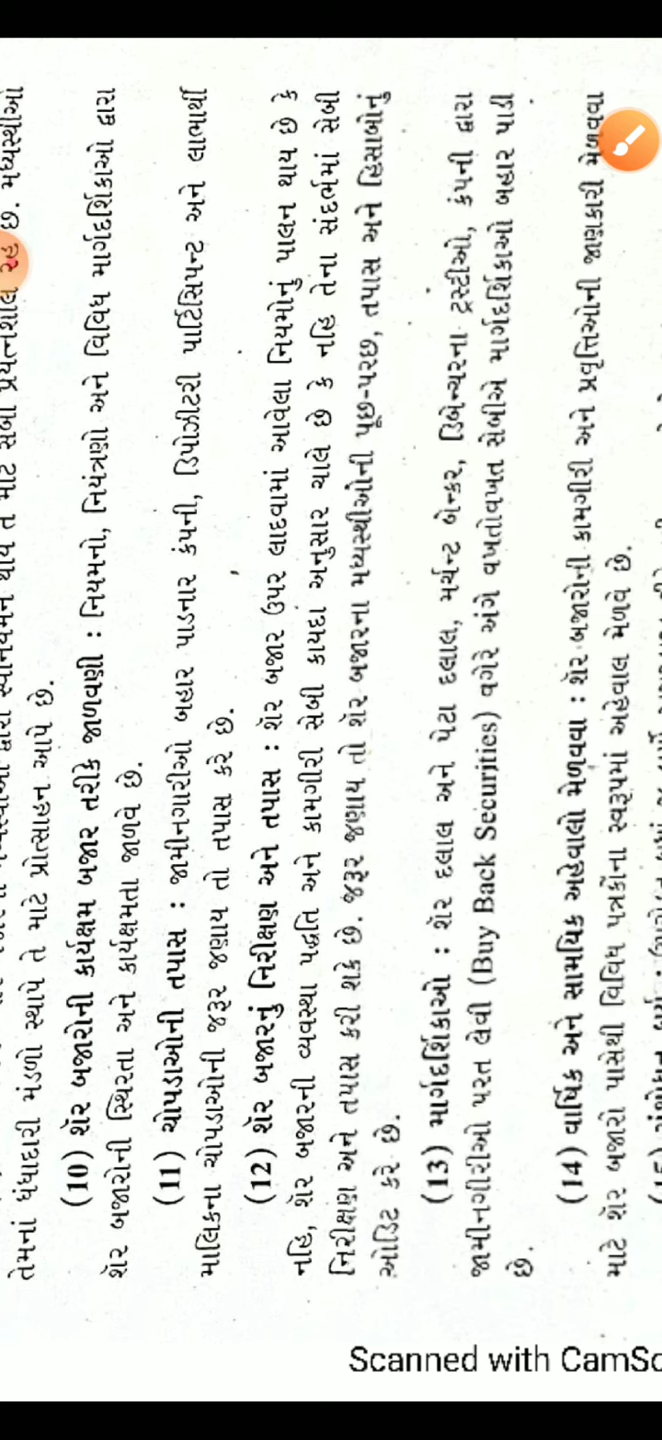 છે. મધ્યસ્થીઓ
તેમનાં ધંધાદારી મંડળો સ્થાપે તે માટે પ્રોત્સાહન આપે છે.
(10) શૅર બજારોની કાર્યક્ષમ બજાર તરીકે જાળવણી : નિયમનો, નિયંત્રણો અને વિવિધ માર્ગદર્શિકાઓ દ્વારા
શૅર બજારોની સ્થિરતા અને કાર્યક્ષમતા જાળવે છે.
(11) ચોપડાઓની તપાસ : જામીનગારીઓ બહાર પાડનાર કંપની, ડિપોઝીટરી પાર્ટિસિપન્ટ અને લાભાર્થી
માલિકના ચોપડાઓની જરૂર જણાય તો તપાસ કરે છે.
(12) શૅર બજારનું નિરીક્ષણ અને તપાસ : શૅર બજાર ઉપર લાદવામાં આવેલા નિયમોનું પાલન થાય છે કે
નહિ, શૅર બજારની વ્યવસ્થા પદ્ધતિ અને કામગીરી સેબી કાયદા અનુસાર ચાલે છે કે નહિ તેના સંદર્ભમાં સેબી
નિરીક્ષણ અને તપાસ કરી શકે છે. જરૂર જણાય તો શૅર બજારના મધ્યસ્થીઓની પૂછ-પરછ, તપાસ અને હિસાબોનું
ઓડિટ કરે છે.
(13) માર્ગદર્શિકાઓ : શૅર દલાલ અને પેટા દલાલ, મર્ચન્ટ બેન્કર, ડિબેન્ચરના ટ્રસ્ટીઓ, કંપની દ્વારા
જામીનગીરીઓ પરત લેવી (Buy Back Securities) વગેરે અંગે વખતોવખત સેબીએ માર્ગદર્શિકાઓ બહાર પાડી
છે.
(14) વાર્ષિક અને સામયિક અહેવાલો મેળવવા : શૅર બજારોની કામગીરી અને પ્રવૃત્તિઓની જાણકારી મેળવવા
માટે શૅર બજારો પાસેથી વિવિધ પત્રકોના સ્વરૂપમાં અહેવાલ મેળવે છે.
Scanned with CamSc